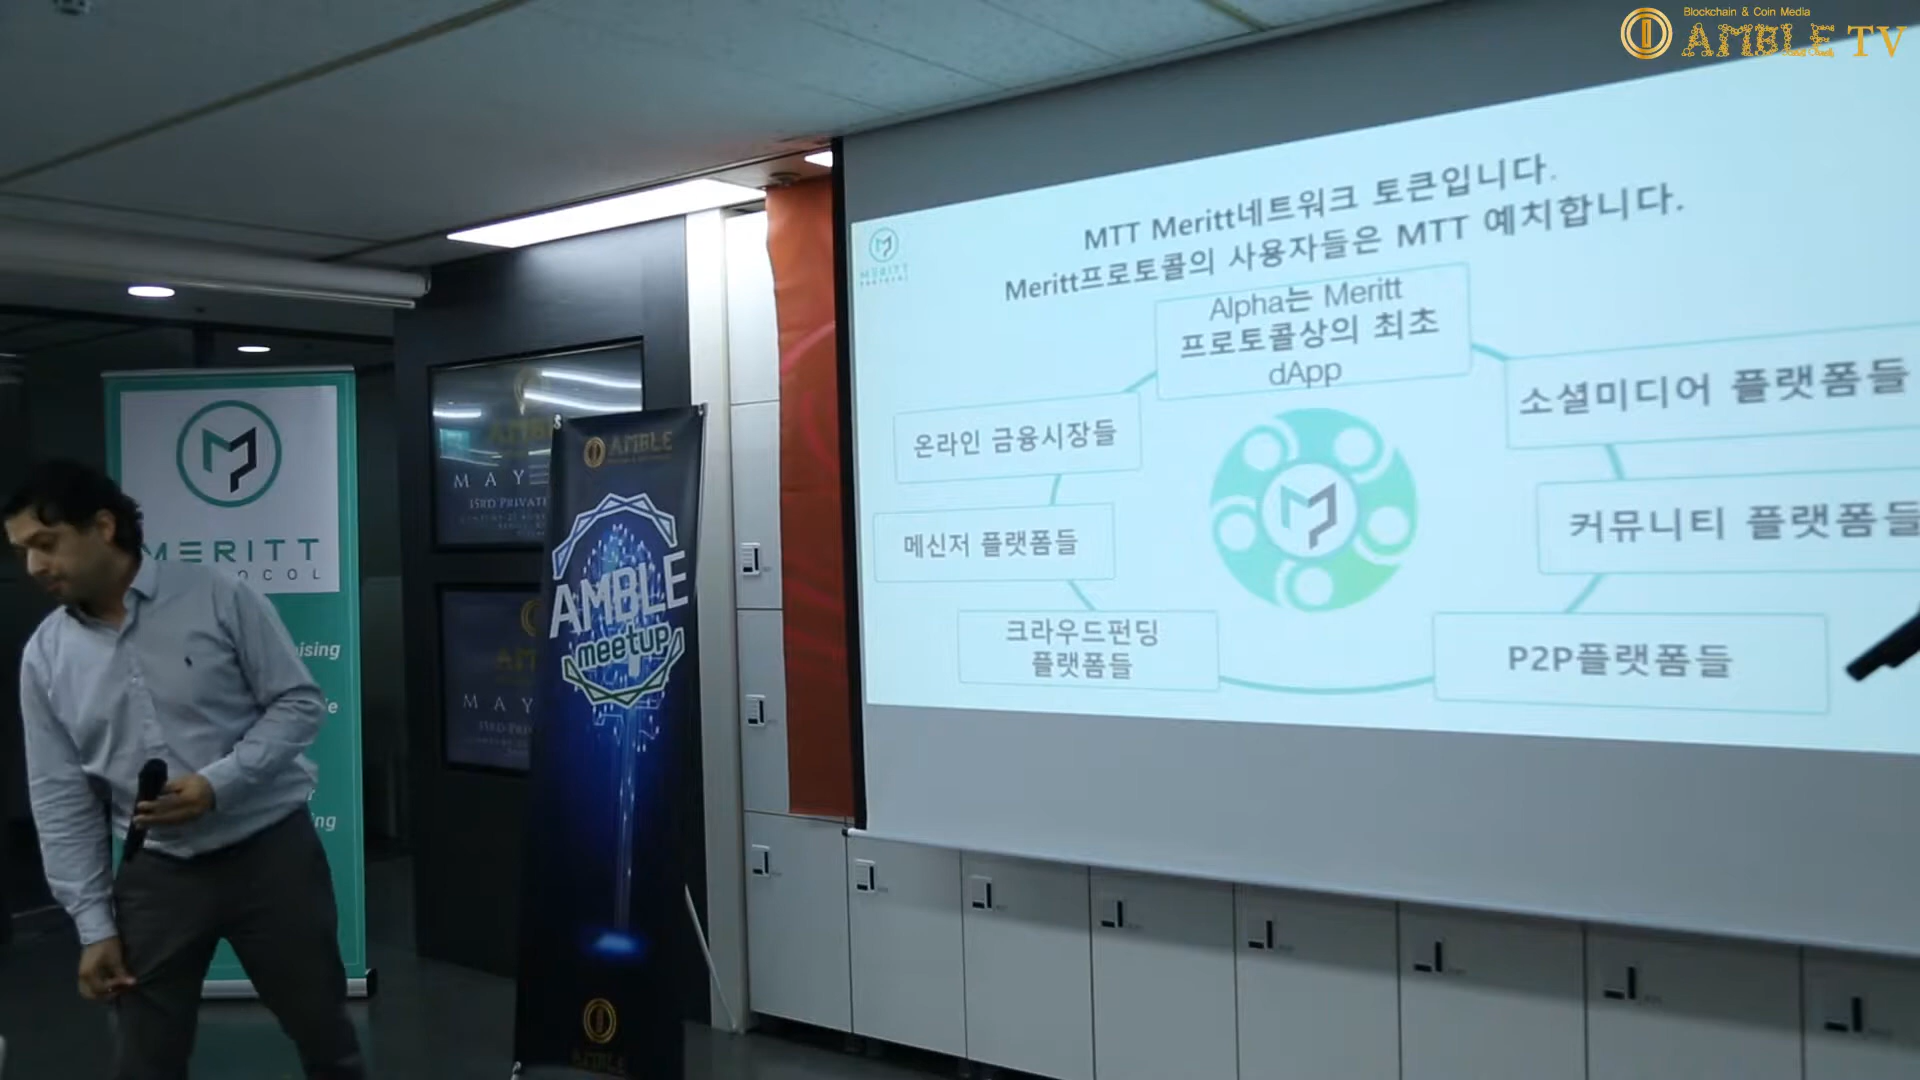 Blockchain & Coin Media
AMBLE TV
MERITT
MTT Meritt네트워크 토큰입니다.
Meritt프로토콜의 사용자들은 MTT 예치합니다.
Alpha는 Meritt
프로토콜상의 최초
dApp
온라인 금융시장들
소셜미디어 플랫폼들
메신저 플랫폼들
커뮤니티 플랫폼들
크라우드펀딩
플랫폼들
P2P플랫폼들
MERITT
OCOL
AMBLE
AMBLE
meetup
AMBLE
MAY